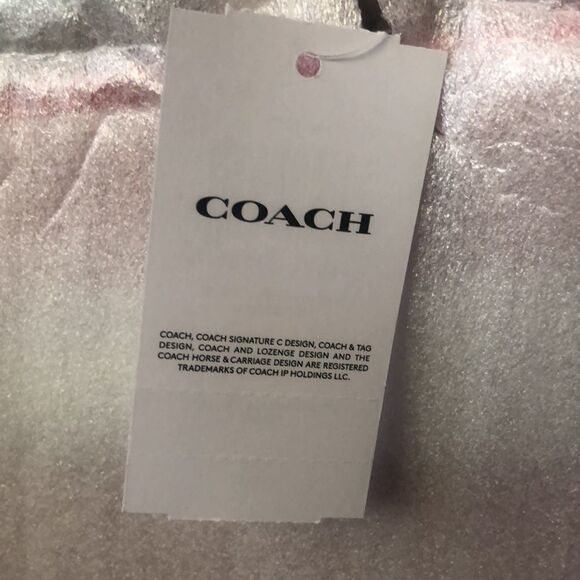 COACH
COACH, COACH SIGNATURE C DESIGN, COACH & TAG
DESIGN, COACH AND LOZENGE DESIGN AND THE
COACH HORSE & CARRIAGE DESIGN ARE REGISTERED
TRADEMARKS OF COACH IP HOLDINGS LLC.